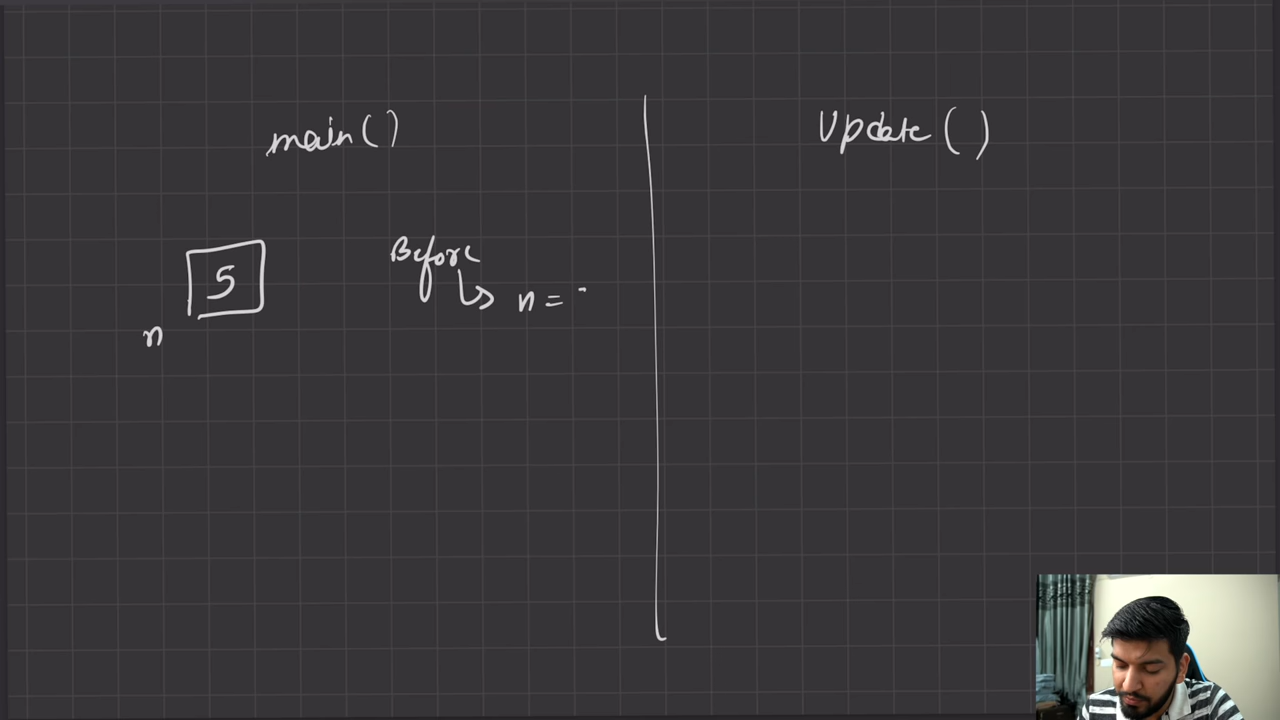 main()
Update()
5
Before
n =
n